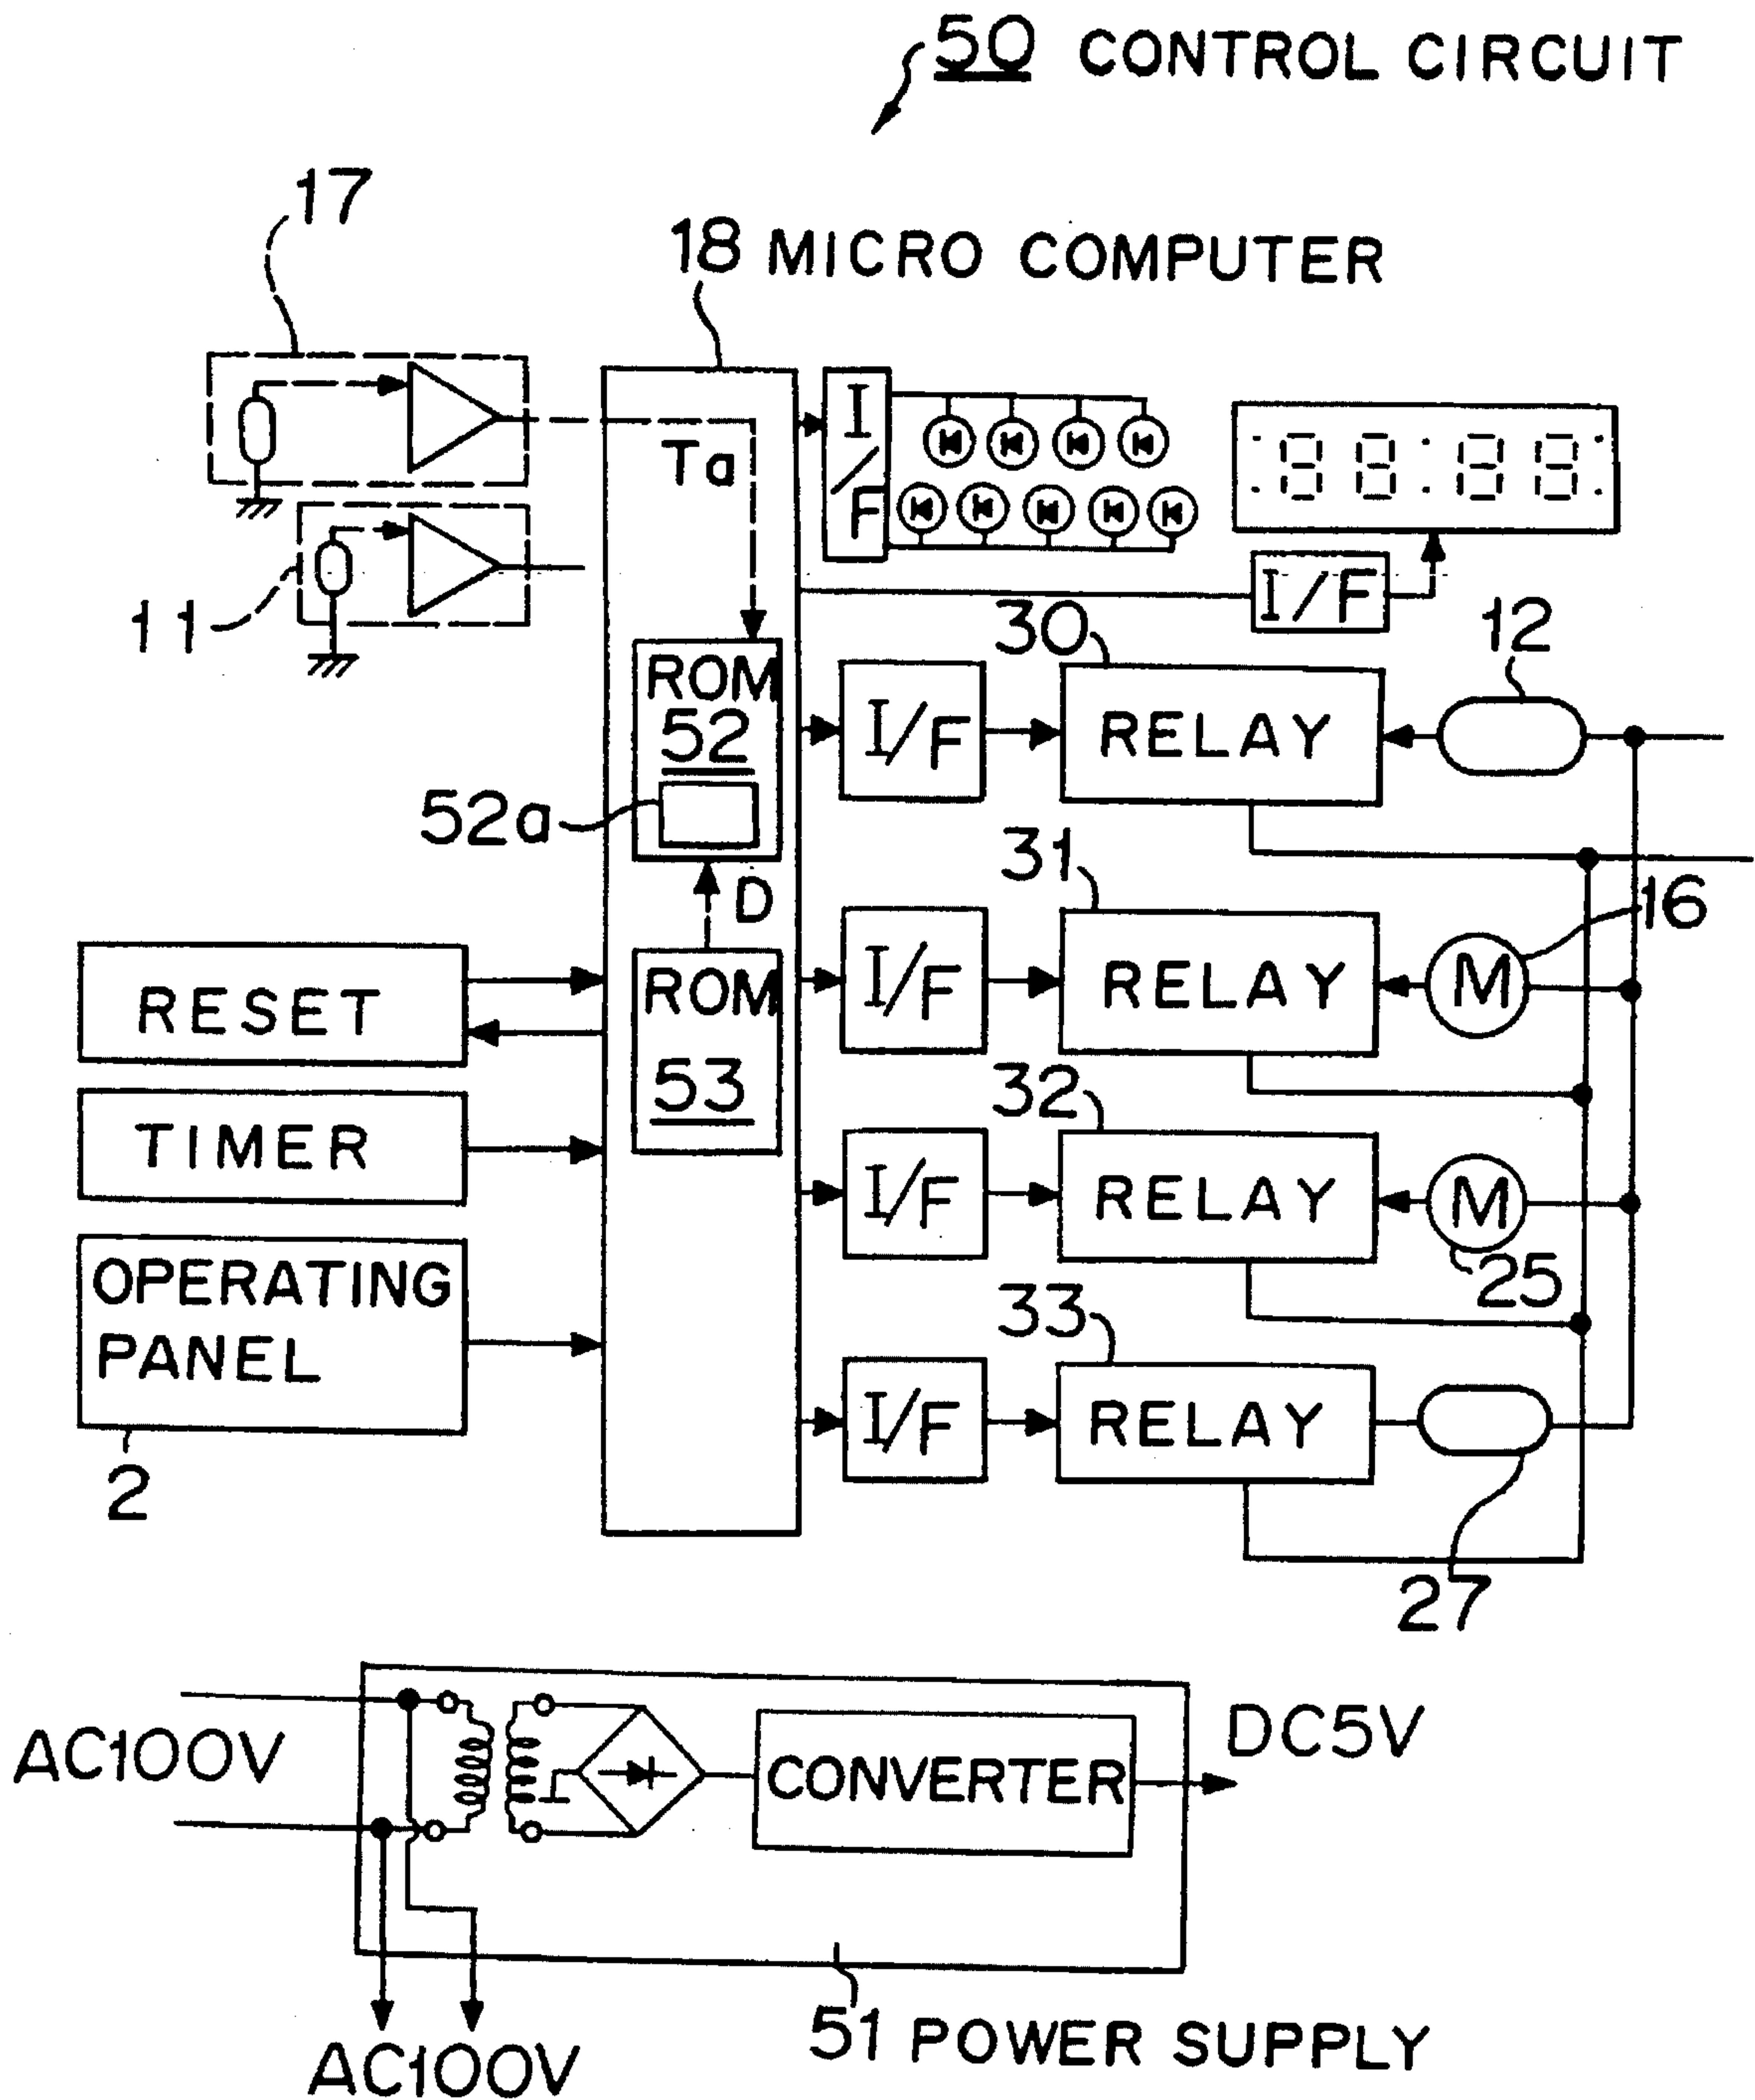 50 CONTROL CIRCUIT
17
18 MICRO COMPUTER
Ta
I/F
88:88
11
I/F
30
12
ROM
52
I/F
RELAY
52a
31
D
16
RESET
ROM
53
I/F
RELAY
M
32
TIMER
I/F
RELAY
M
25
OPERATING
PANEL
33
I/F
RELAY
2
27
AC100V
CONVERTER
DC5V
51 POWER SUPPLY
AC100V